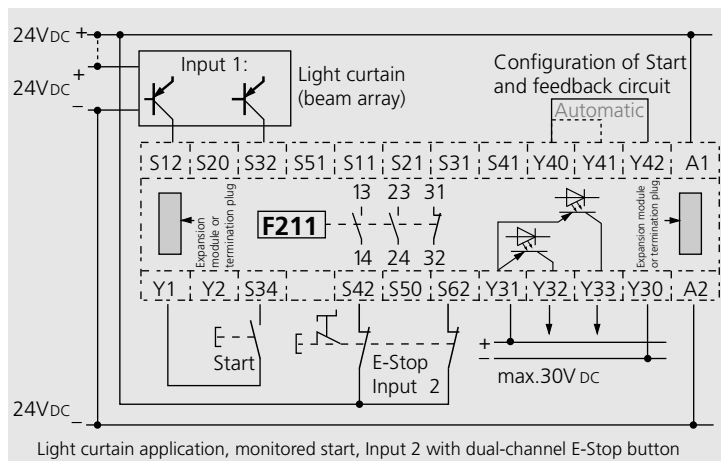 24VDC +
24VDC + −
Input 1:
Light curtain
(beam array)
Configuration of Start
and feedback circuit
Automatic
S12 S20 S32 S51 S11 S21 S31 S41 Y40 Y41 Y42 A1
Expansion
module or
termination plug
F211
13 23 31
14 24 32
Expansion module
or termination plug
Y1 Y2 S34 S42 S50 S62 Y31 Y32 Y33 Y30 A2
Start
E-Stop
Input 2
+
−
max.30V DC
24VDC −
Light curtain application, monitored start, Input 2 with dual-channel E-Stop button